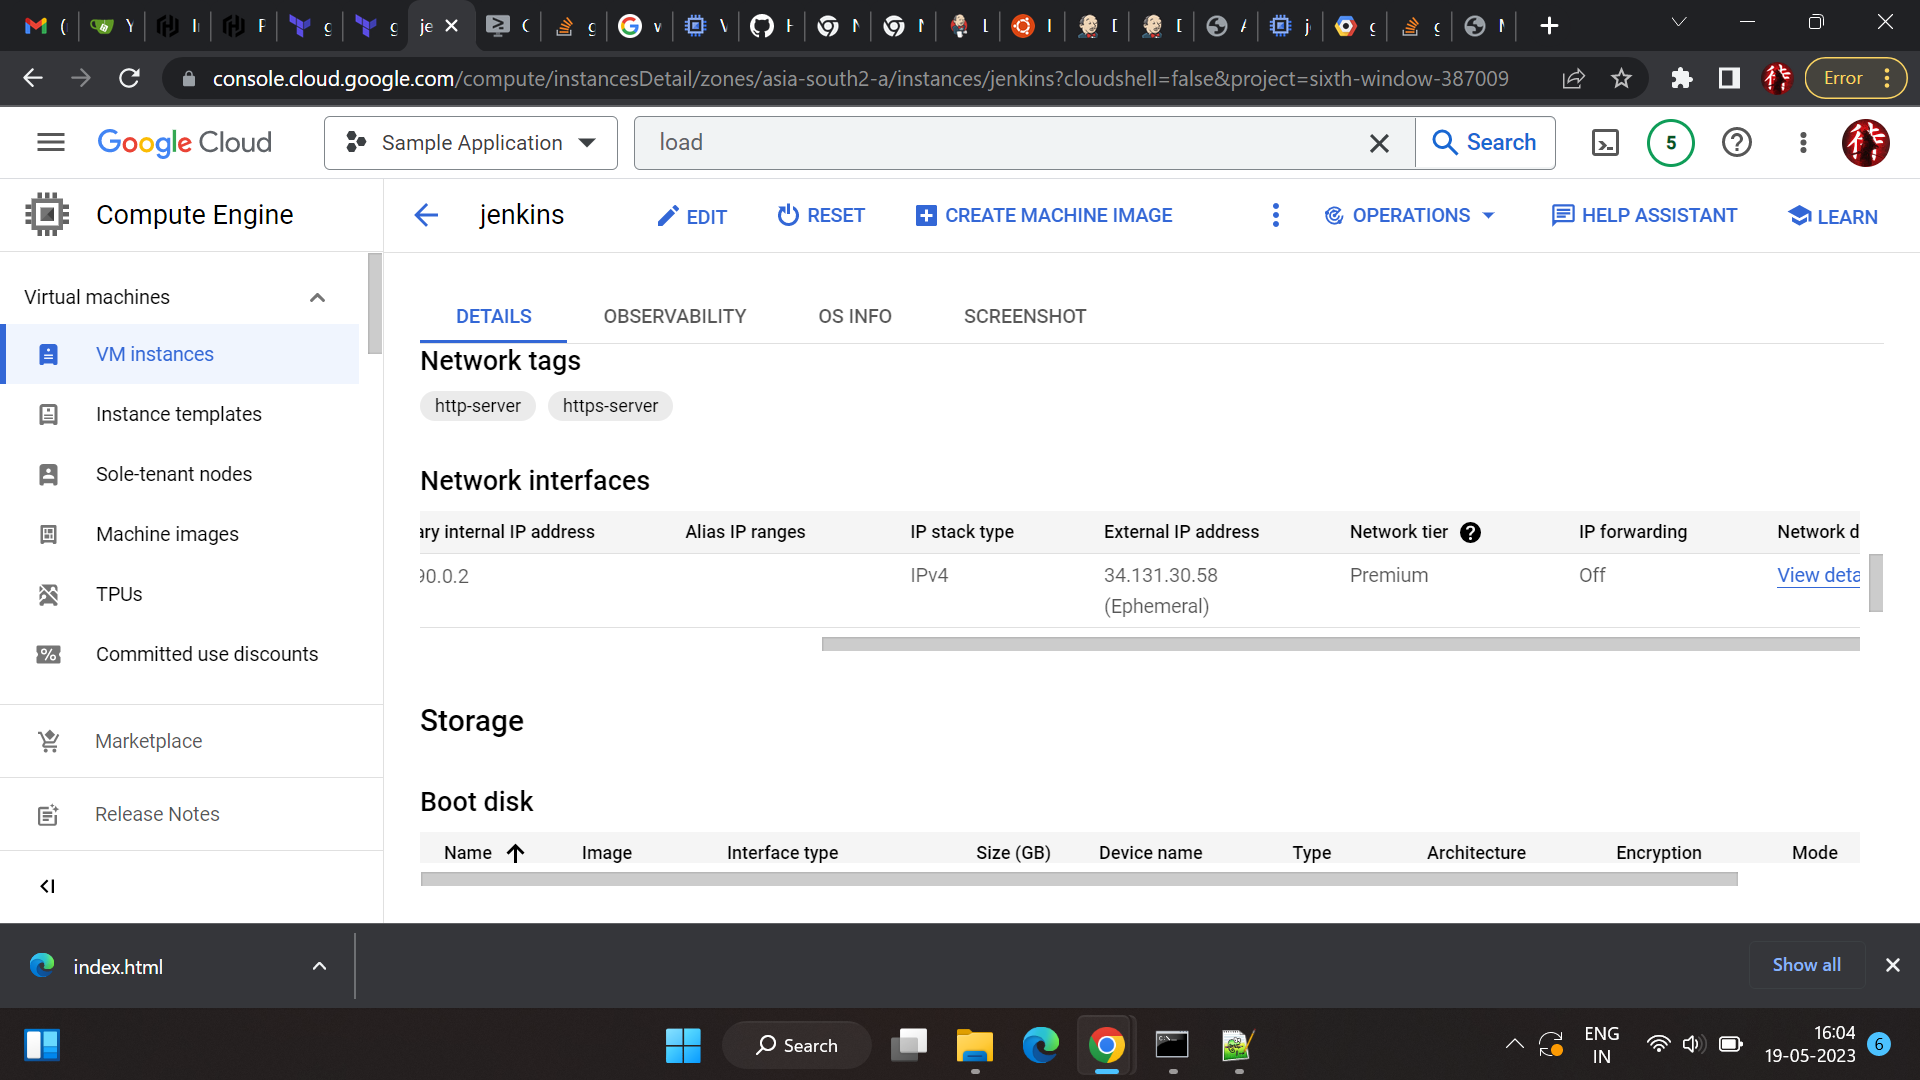 console.cloud.google.com/compute/instancesDetail/zones/asia-south2-a/instances/jenkins?cloudshell=false&project=sixth-window-387009
Error
Google Cloud
Sample Application
load
Search
5
Compute Engine
jenkins
EDIT
RESET
CREATE MACHINE IMAGE
OPERATIONS
HELP ASSISTANT
LEARN
Virtual machines
VM instances
Instance templates
Sole-tenant nodes
Machine images
TPUs
Committed use discounts
Marketplace
Release Notes
DETAILS
OBSERVABILITY
OS INFO
SCREENSHOT
Network tags
http-server
https-server
Network interfaces
ary internal IP address
Alias IP ranges
IP stack type
External IP address
Network tier
IP forwarding
Network d
90.0.2
IPv4
34.131.30.58
(Ephemeral)
Premium
Off
View deta
Storage
Boot disk
Name
Image
Interface type
Size (GB)
Device name
Type
Architecture
Encryption
Mode
index.html
Show all
Search
ENG
IN
16:04
19-05-2023
6